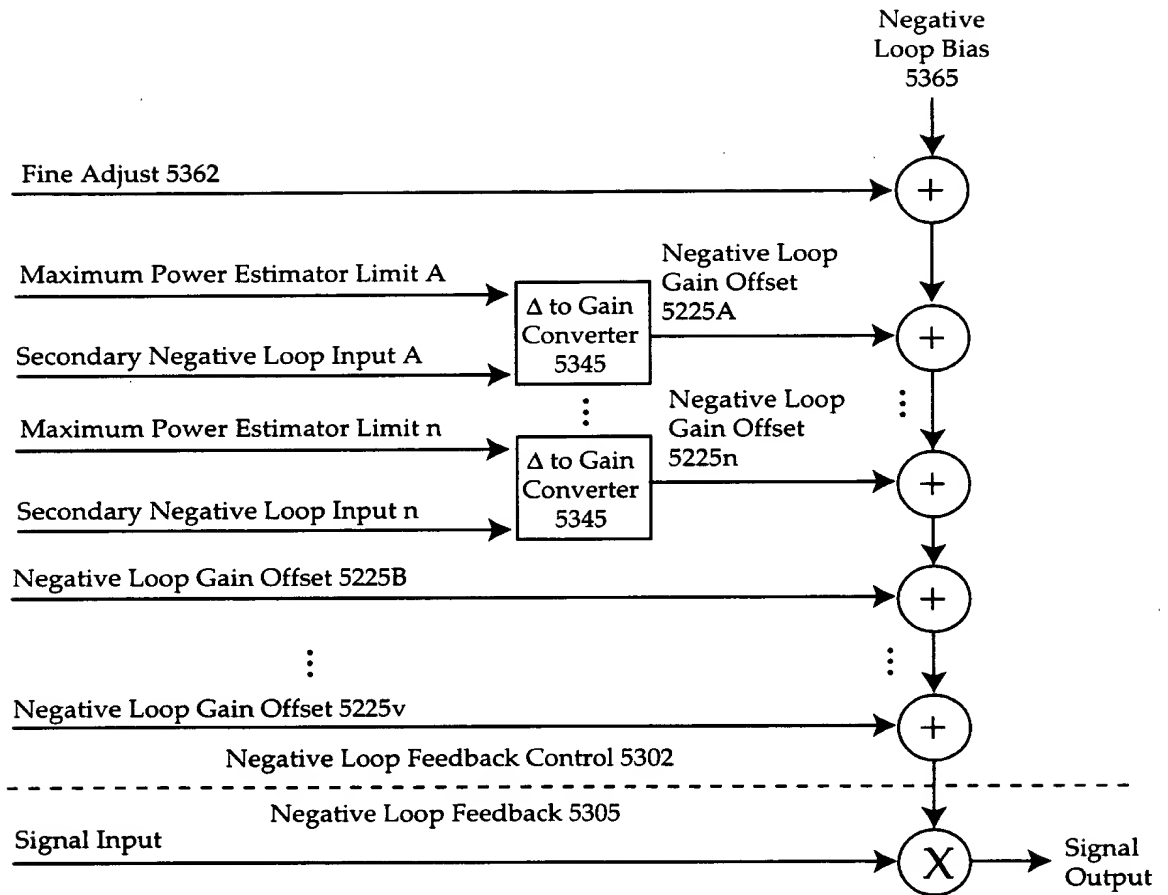 Negative
Loop Bias
5365
Fine Adjust 5362
+
Maximum Power Estimator Limit A
Secondary Negative Loop Input A
Δ to Gain
Converter
5345
Negative Loop
Gain Offset
5225A
+
Maximum Power Estimator Limit n
Secondary Negative Loop Input n
Δ to Gain
Converter
5345
Negative Loop
Gain Offset
5225n
+
Negative Loop Gain Offset 5225B
+
Negative Loop Gain Offset 5225v
+
Negative Loop Feedback Control 5302
Negative Loop Feedback 5305
Signal Input
X
Signal
Output